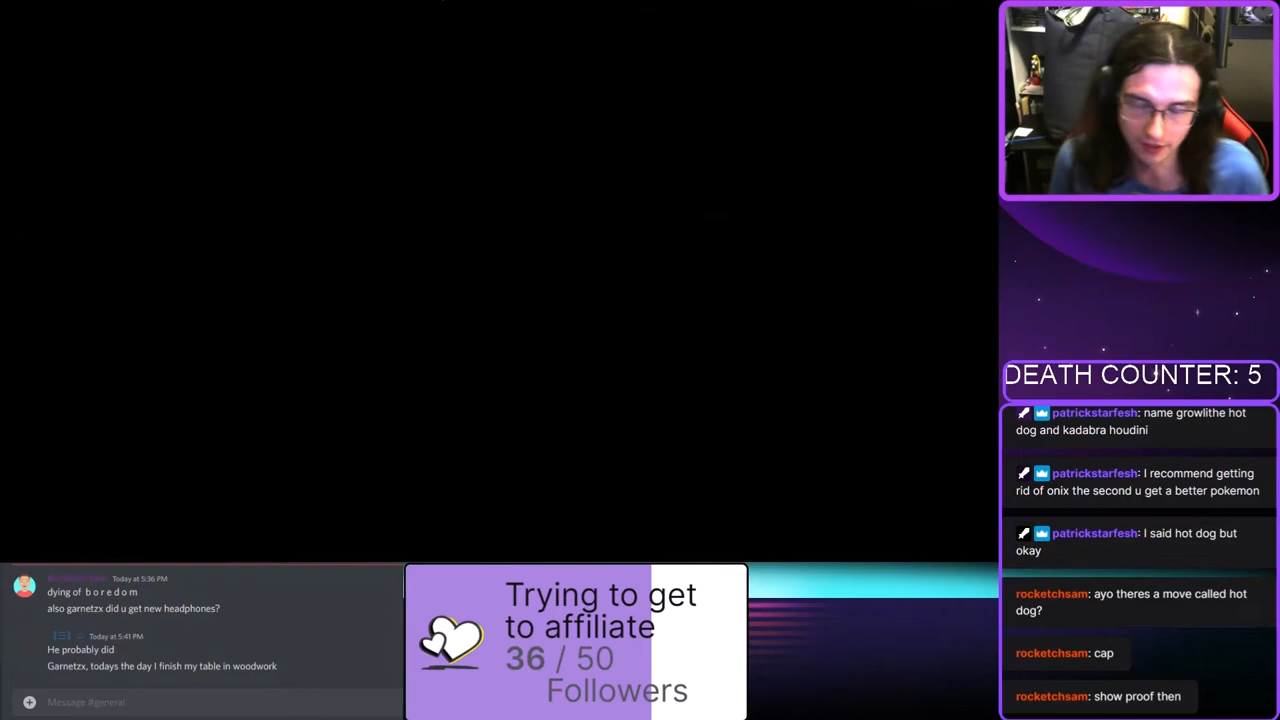 DEATH COUNTER: 5
patrickstarfesh: name growlithe hot
dog and kadabra houdini
patrickstarfesh: I recommend getting
rid of onix the second u get a better pokemon
patrickstarfesh: I said hot dog but
okay
rocketchsam: ayo theres a move called hot
dog?
rocketchsam: cap
rocketchsam: show proof then
Today at 5:36 PM
dying of b o r e d o m
also garnetzx did u get new headphones?
Today at 5:41 PM
He probably did
Garnetzx, todays the day I finish my table in woodwork
Message #general
Trying to get
to affiliate
36 / 50
Followers